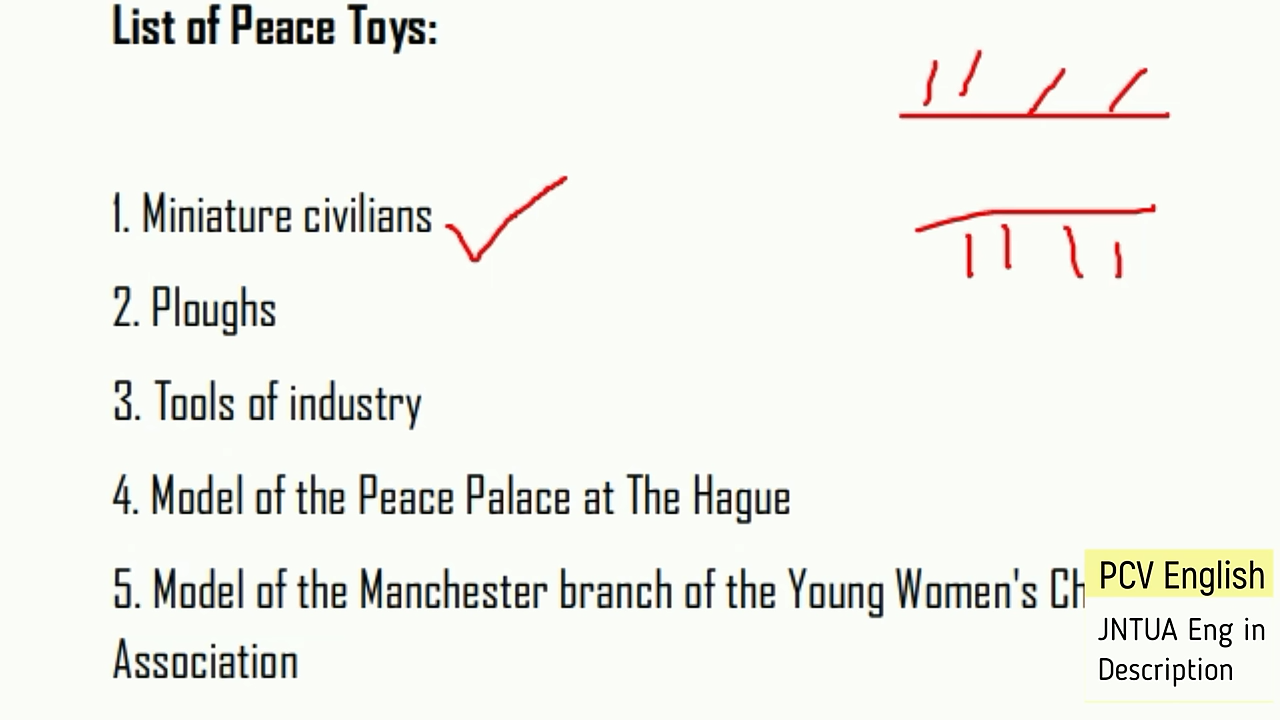 List of Peace Toys:
1. Miniature civilians
2. Ploughs
3. Tools of industry
4. Model of the Peace Palace at The Hague
5. Model of the Manchester branch of the Young Women's Ch
Association
PCV English
JNTUA Eng in
Description